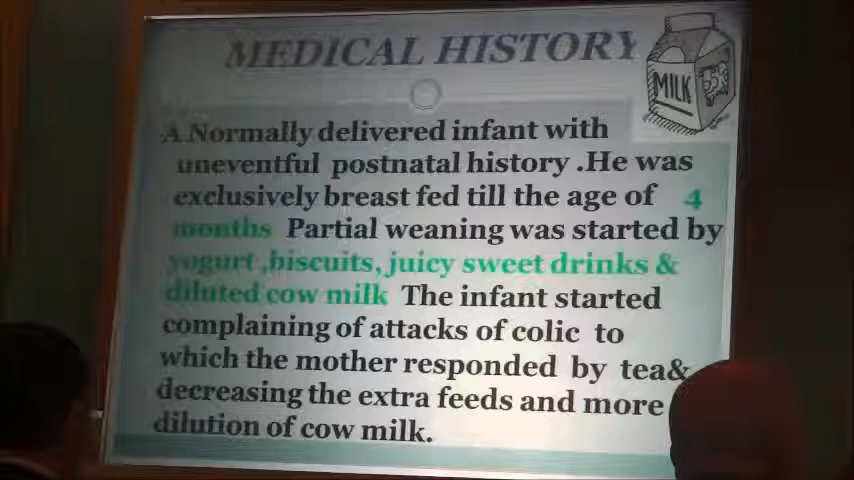 MEDICAL HISTORY
MILK
A Normally delivered infant with
uneventful postnatal history .He was
exclusively breast fed till the age of 4
months Partial weaning was started by
yogurt ,biscuits, juicy sweet drinks &
diluted cow milk The infant started
complaining of attacks of colic to
which the mother responded by tea&
decreasing the extra feeds and more
dilution of cow milk.